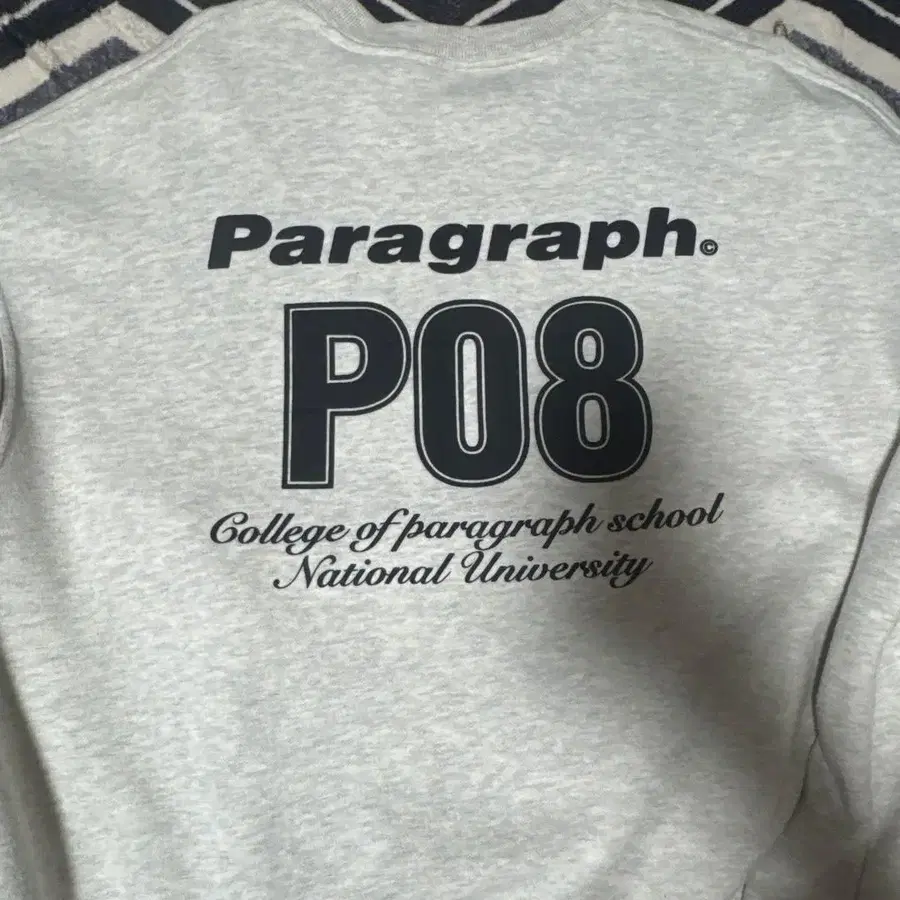 Paragraph.©
P08
College of paragraph school
National University